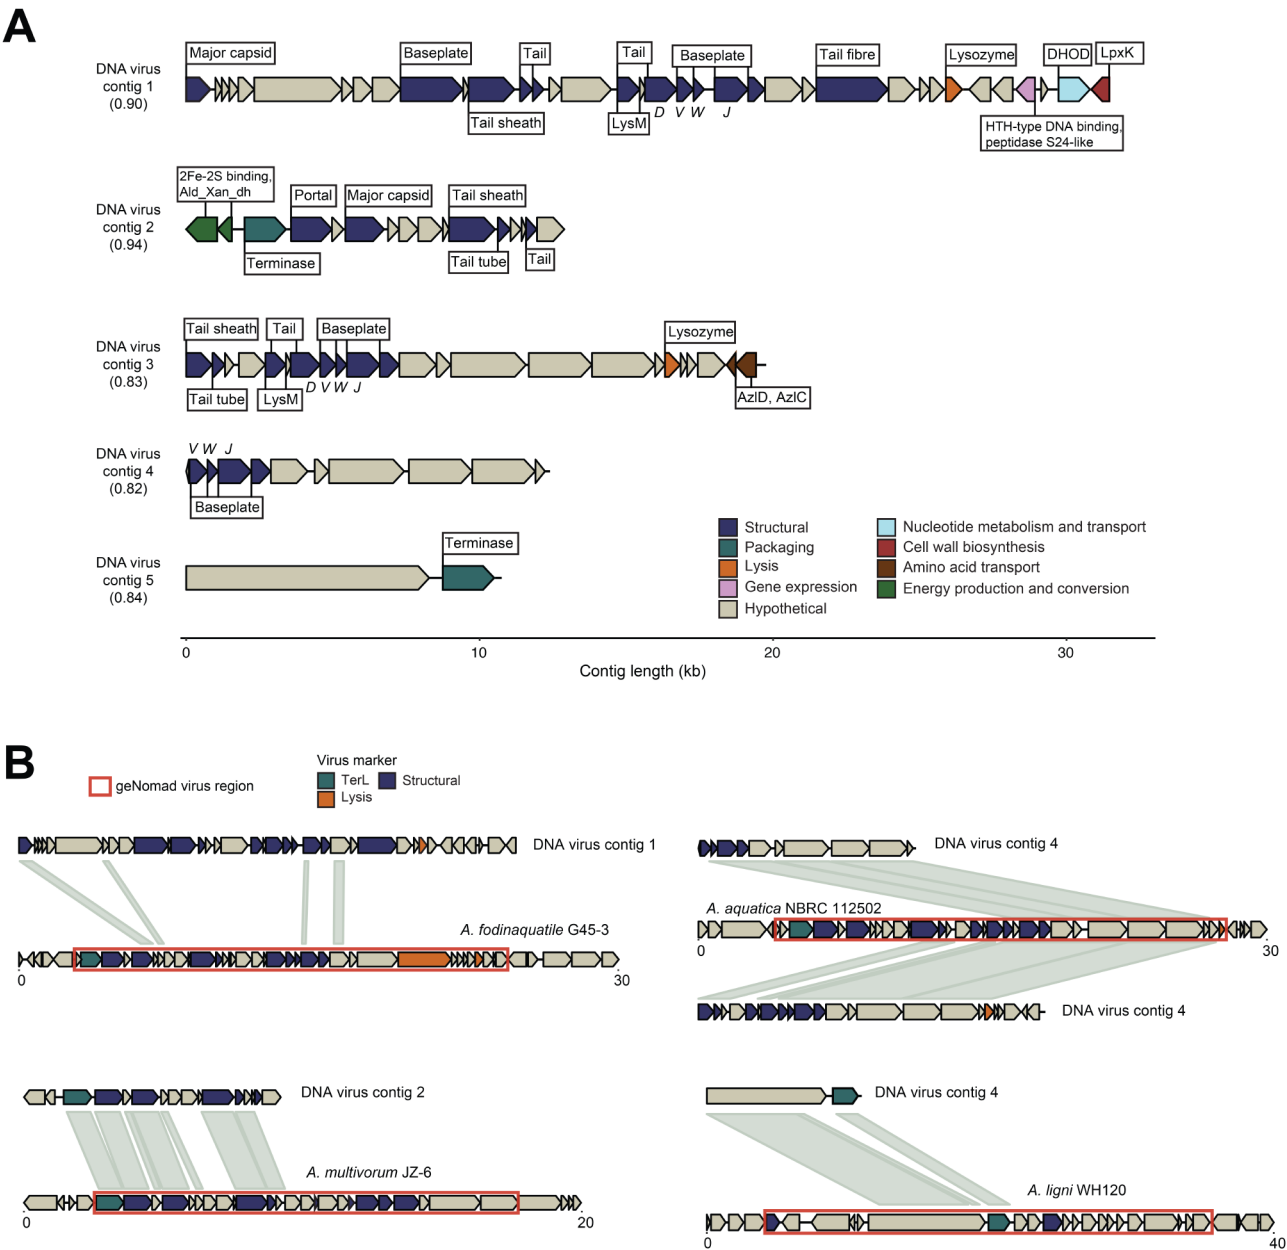 A
Major capsid
Baseplate
Tail
Tail
Baseplate
Tail fibre
Lysozyme
DHOD
LpxK
DNA virus
contig 1
(0.90)
Tail sheath
LysM
D
V
W
J
HTH-type DNA binding,
peptidase S24-like
2Fe-2S binding,
Ald_Xan_dh
Portal
Major capsid
Tail sheath
DNA virus
contig 2
(0.94)
Terminase
Tail tube
Tail
Tail sheath
Tail
Baseplate
Lysozyme
DNA virus
contig 3
(0.83)
Tail tube
LysM
D
V
W
J
AzlD, AzlC
V
W
J
DNA virus
contig 4
(0.82)
Baseplate
Terminase
DNA virus
contig 5
(0.84)
Structural
Packaging
Lysis
Gene expression
Hypothetical
Nucleotide metabolism and transport
Cell wall biosynthesis
Amino acid transport
Energy production and conversion
0
10
20
30
Contig length (kb)
B
geNomad virus region
Virus marker
TerL
Structural
Lysis
DNA virus contig 1
A. fodinaquatile G45-3
0
30
DNA virus contig 4
A. aquatica NBRC 112502
0
30
DNA virus contig 4
DNA virus contig 2
A. multivorum JZ-6
0
20
DNA virus contig 4
A. ligni WH120
0
40